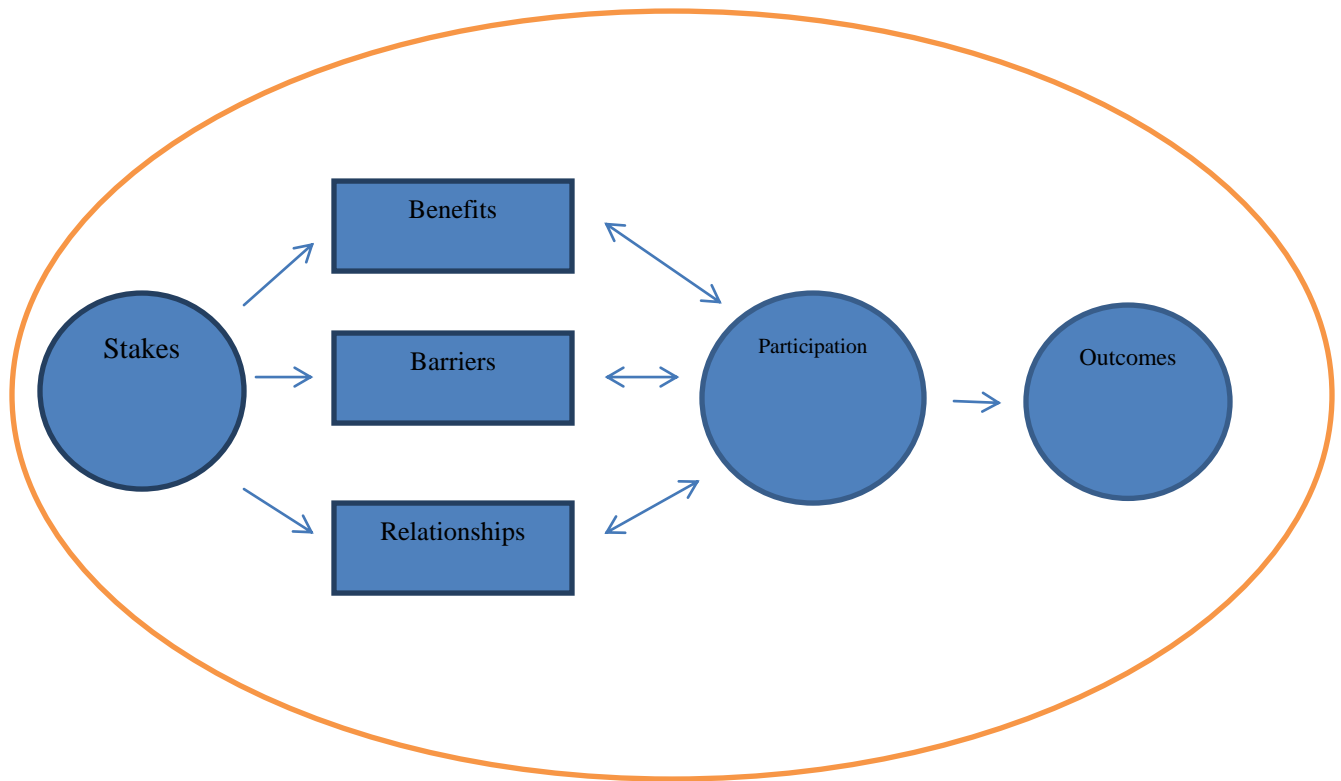 Stakes
Benefits
Barriers
Relationships
Participation
Outcomes